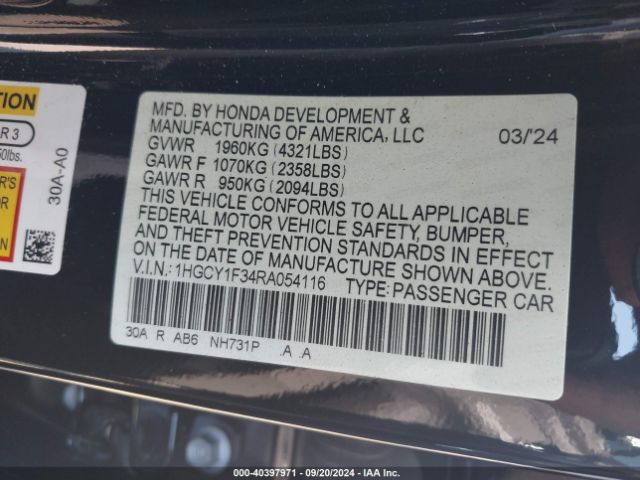 TION
R 3
50lbs.
R'S
OR
30A-A0
MFD. BY HONDA DEVELOPMENT &
MANUFACTURING OF AMERICA, LLC 03/24
GVWR 1960KG (4321LBS)
GAWR F 1070KG (2358LBS)
GAWR R 950KG (2094LBS)
THIS VEHICLE CONFORMS TO ALL APPLICABLE
FEDERAL MOTOR VEHICLE SAFETY, BUMPER,
AND THEFT PREVENTION STANDARDS IN EFFECT
ON THE DATE OF MANUFACTURE SHOWN ABOVE.
V.I.N.: 1HGCY1F34RA054116 TYPE: PASSENGER CAR
30A R AB6 NH731P .A .A
000-40397971 | 09/20/2024 | IAA Inc.